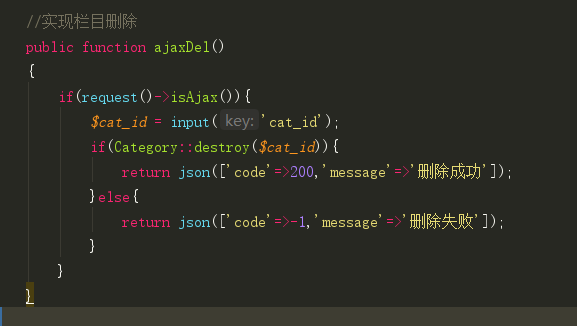 //实现栏目删除
public function ajaxDel()
{
if(request()->isAjax()){
$cat_id = input( key: 'cat_id');
if(Category::destroy($cat_id)){
return json(['code'=>200,'message'=>'删除成功']);
}else{
return json(['code'=>-1,'message'=>'删除失败']);
}
}
}